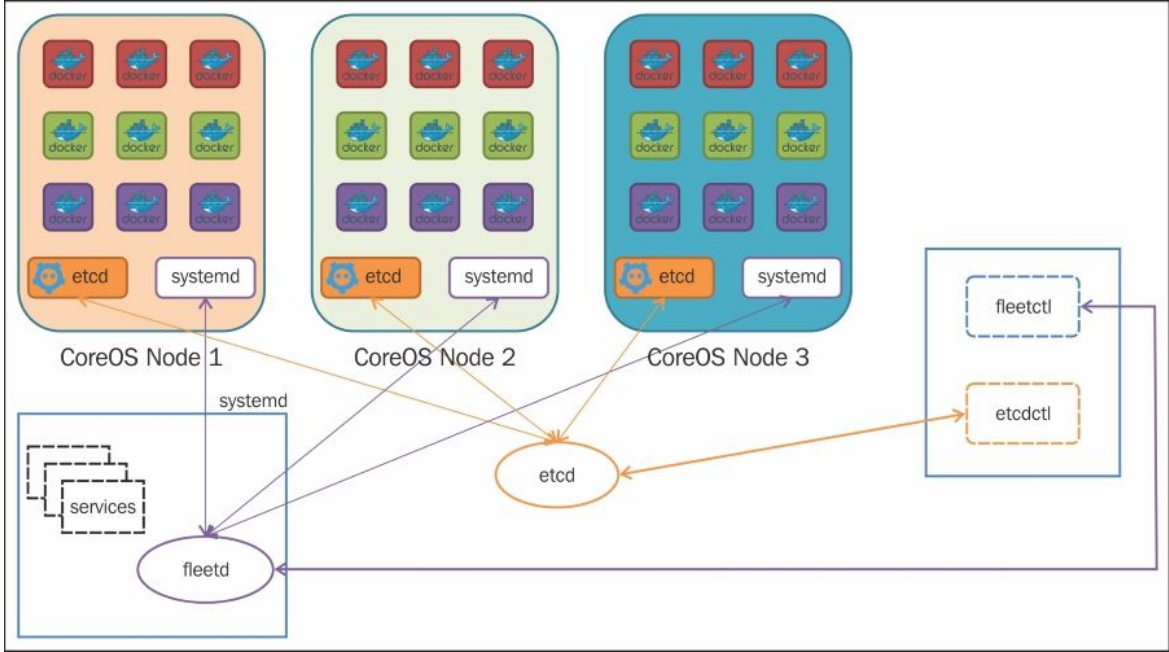 docker docker docker docker docker docker docker docker docker
docker docker docker docker docker docker docker docker docker
docker docker docker docker docker docker docker docker docker
etcd systemd etcd systemd etcd systemd
CoreOS Node 1 CoreOS Node 2 CoreOS Node 3
fleetctl
etcdctl
systemd
services
etcd
fleetd